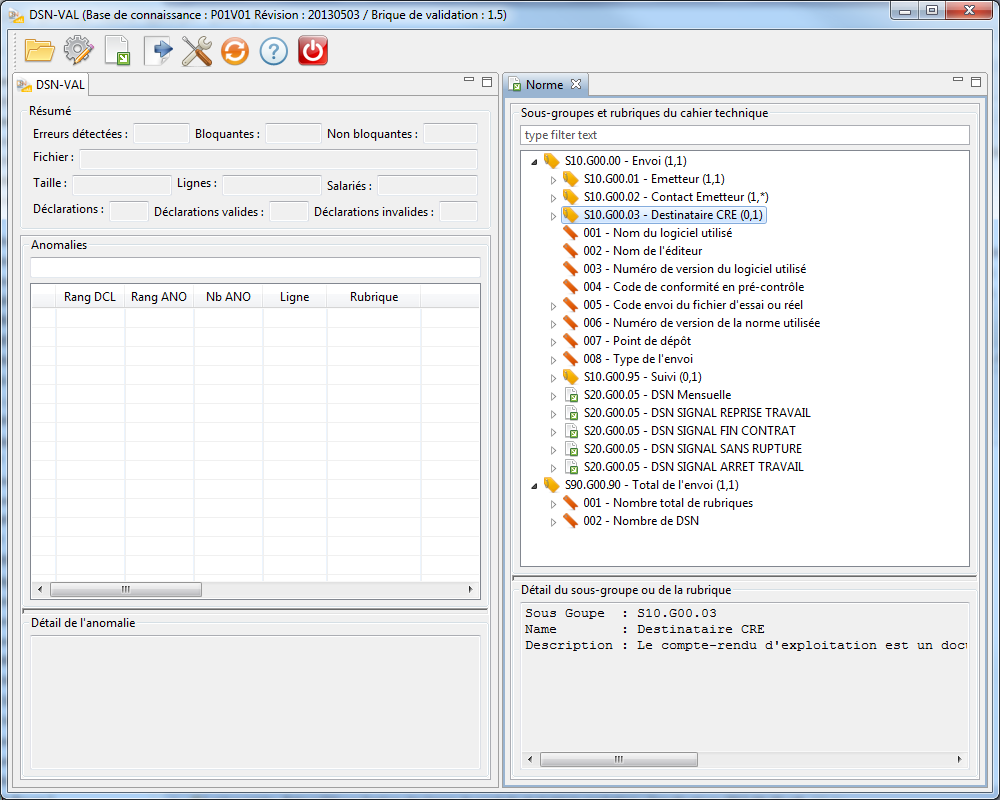 DSN-VAL (Base de connaissance : P01V01 Révision : 20130503 / Brique de validation : 1.5)
DSN-VAL
Résumé
Erreurs détectées : Bloquantes : Non bloquantes :
Fichier :
Taille : Lignes : Salariés :
Déclarations : Déclarations valides : Déclarations invalides :
Anomalies
Rang DCL Rang ANO Nb ANO Ligne Rubrique
Détail de l'anomalie
Norme
Sous-groupes et rubriques du cahier technique
type filter text
S10.G00.00 - Envoi (1,1)
S10.G00.01 - Emetteur (1,1)
S10.G00.02 - Contact Emetteur (1,*)
S10.G00.03 - Destinataire CRE (0,1)
001 - Nom du logiciel utilisé
002 - Nom de l'éditeur
003 - Numéro de version du logiciel utilisé
004 - Code de conformité en pré-contrôle
005 - Code envoi du fichier d'essai ou réel
006 - Numéro de version de la norme utilisée
007 - Point de dépôt
008 - Type de l'envoi
S10.G00.95 - Suivi (0,1)
S20.G00.05 - DSN Mensuelle
S20.G00.05 - DSN SIGNAL REPRISE TRAVAIL
S20.G00.05 - DSN SIGNAL FIN CONTRAT
S20.G00.05 - DSN SIGNAL SANS RUPTURE
S20.G00.05 - DSN SIGNAL ARRET TRAVAIL
S90.G00.90 - Total de l'envoi (1,1)
001 - Nombre total de rubriques
002 - Nombre de DSN
Détail du sous-groupe ou de la rubrique
Sous Goupe : S10.G00.03
Name : Destinataire CRE
Description : Le compte-rendu d'exploitation est un docu